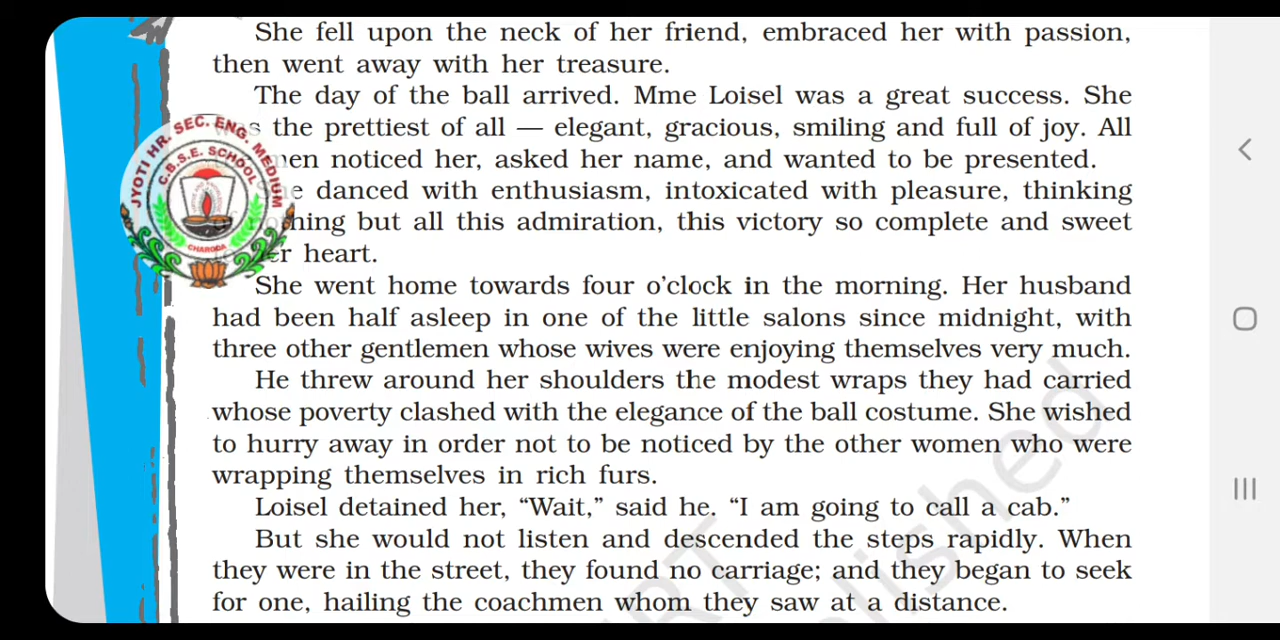 She fell upon the neck of her friend, embraced her with passion,
then went away with her treasure.
The day of the ball arrived. Mme Loisel was a great success. She
the prettiest of all — elegant, gracious, smiling and full of joy. All
noticed her, asked her name, and wanted to be presented.
danced with enthusiasm, intoxicated with pleasure, thinking
but all this admiration, this victory so complete and sweet
heart.
She went home towards four o’clock in the morning. Her husband
had been half asleep in one of the little salons since midnight, with
three other gentlemen whose wives were enjoying themselves very much.
He threw around her shoulders the modest wraps they had carried
whose poverty clashed with the elegance of the ball costume. She wished
to hurry away in order not to be noticed by the other women who were
wrapping themselves in rich furs.
Loisel detained her, “Wait,” said he. “I am going to call a cab.”
But she would not listen and descended the steps rapidly. When
they were in the street, they found no carriage; and they began to seek
for one, hailing the coachmen whom they saw at a distance.
JYOTI HR. SEC. ENG. MEDIUM
C.B.S.E. SCHOOL
CHARODA